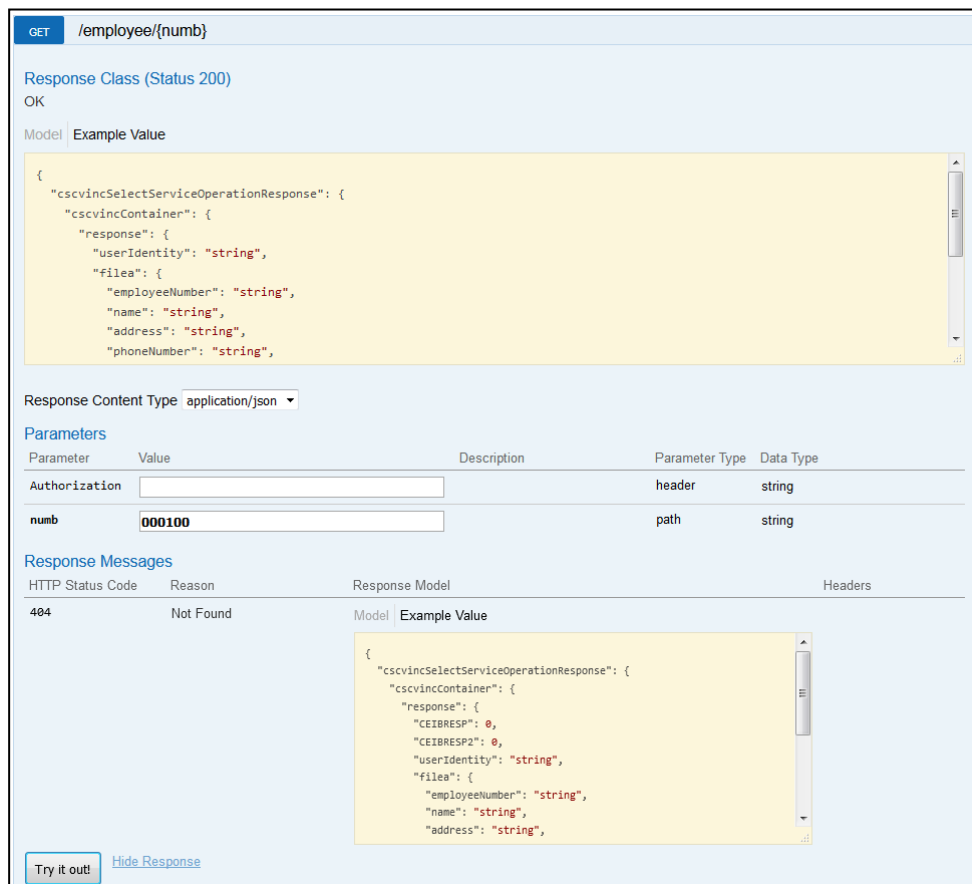 GET /employee/{numb}
Response Class (Status 200)
OK
Model Example Value
{
"cscvincSelectServiceOperationResponse": {
"cscvincContainer": {
"response": {
"userIdentity": "string",
"filea": {
"employeeNumber": "string",
"name": "string",
"address": "string",
"phoneNumber": "string",
Response Content Type application/json
Parameters
Parameter Value Description Parameter Type Data Type
Authorization header string
numb 000100 path string
Response Messages
HTTP Status Code Reason Response Model Headers
404 Not Found Model Example Value
{
"cscvincSelectServiceOperationResponse": {
"cscvincContainer": {
"response": {
"CEIBRESP": 0,
"CEIBRESP2": 0,
"userIdentity": "string",
"filea": {
"employeeNumber": "string",
"name": "string",
"address": "string",
Try it out! Hide Response